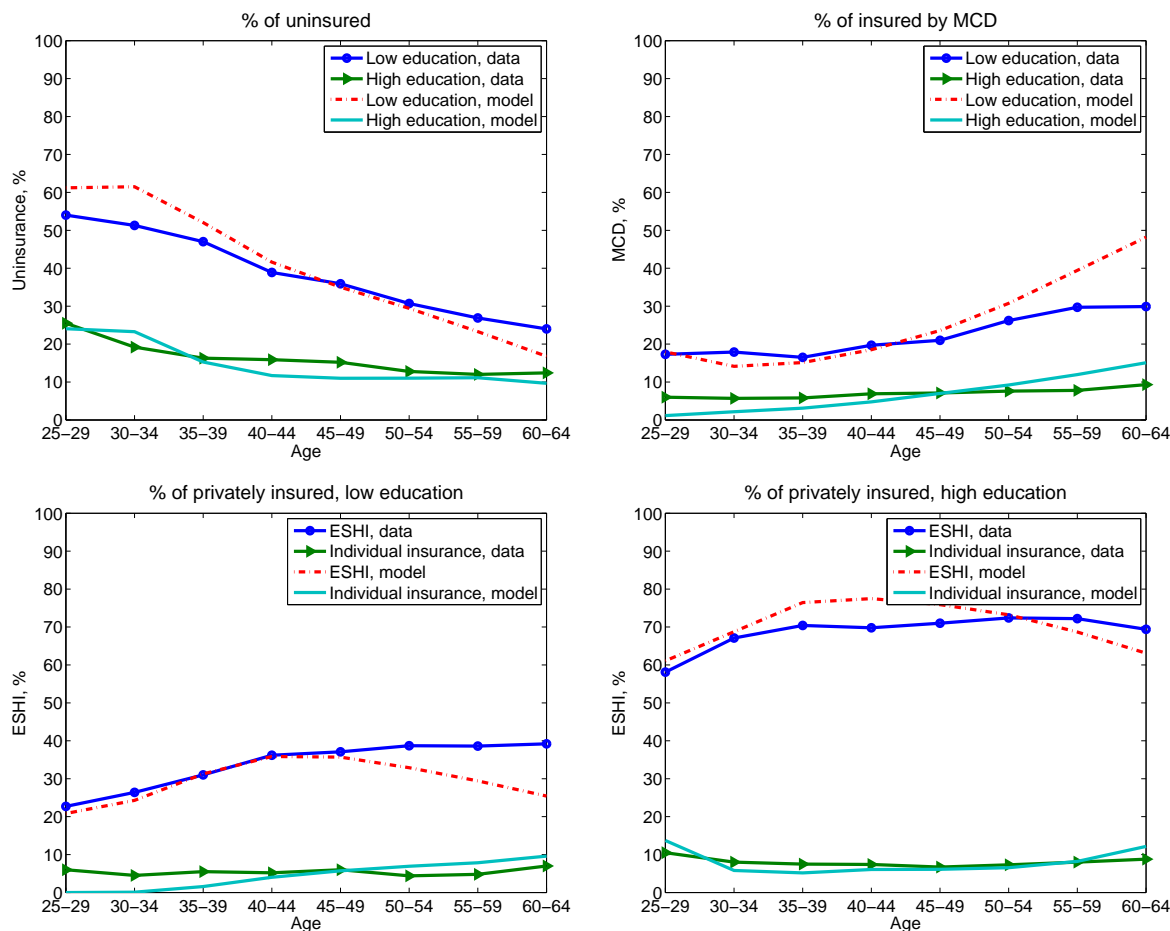 % of uninsured
100
90
80
70
60
50
40
30
20
10
0
Uninsurance, %
Low education, data
High education, data
Low education, model
High education, model
25–29 30–34 35–39 40–44 45–49 50–54 55–59 60–64
Age
% of insured by MCD
100
90
80
70
60
50
40
30
20
10
0
MCD, %
Low education, data
High education, data
Low education, model
High education, model
25–29 30–34 35–39 40–44 45–49 50–54 55–59 60–64
Age
% of privately insured, low education
100
90
80
70
60
50
40
30
20
10
0
ESHI, %
ESHI, data
Individual insurance, data
ESHI, model
Individual insurance, model
25–29 30–34 35–39 40–44 45–49 50–54 55–59 60–64
Age
% of privately insured, high education
100
90
80
70
60
50
40
30
20
10
0
ESHI, %
ESHI, data
Individual insurance, data
ESHI, model
Individual insurance, model
25–29 30–34 35–39 40–44 45–49 50–54 55–59 60–64
Age